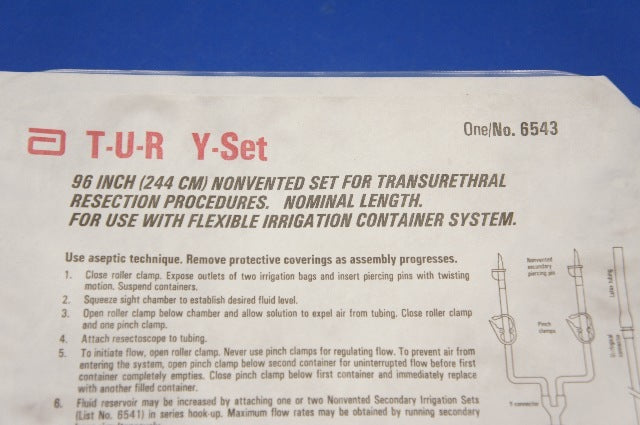 T-U-R Y-Set
One/No. 6543
96 INCH (244 CM) NONVENTED SET FOR TRANSURETHRAL
RESECTION PROCEDURES. NOMINAL LENGTH.
FOR USE WITH FLEXIBLE IRRIGATION CONTAINER SYSTEM.
Use aseptic technique. Remove protective coverings as assembly progresses.
1. Close roller clamp. Expose outlets of two irrigation bags and insert piercing pins with twisting
motion. Suspend containers.
2. Squeeze sight chamber to establish desired fluid level.
3. Open roller clamp below chamber and allow solution to expel air from tubing. Close roller clamp
and one pinch clamp.
4. Attach resectoscope to tubing.
5. To initiate flow, open roller clamp. Never use pinch clamps for regulating flow. To prevent air from
entering the system, open pinch clamp below second container for uninterrupted flow before first
container completely empties. Close pinch clamp below first container and immediately replace
with another filled container.
6. Fluid reservoir may be increased by attaching one or two Nonvented Secondary Irrigation Sets
(List No. 6541) in series hook-up. Maximum flow rates may be obtained by running secondary
Nonvented
secondary
piercing pin
Pinch
clamps
Y-connector
Latex tubing
connector